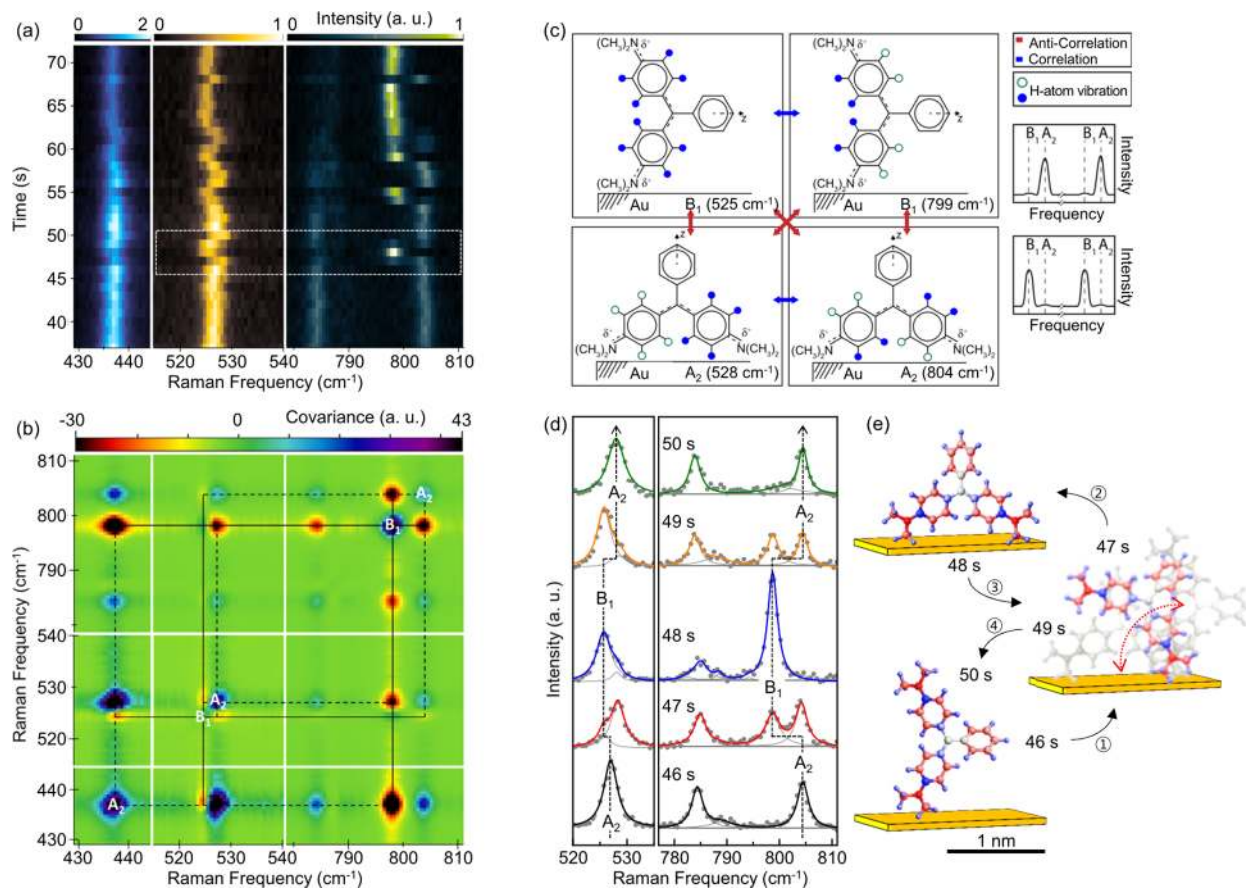 (a)
0 2 0 1 0 Intensity (a. u.) 1
70
65
60
55
50
45
40
Time (s)
430 440 520 530 540 790 800 810
Raman Frequency (cm-1)
(b)
-30 0 Covariance (a. u.) 43
810
800
790
780
540
530
520
440
430
Raman Frequency (cm-1)
A2
B1
A2
B1
A2
430 440 520 530 790 800 810
Raman Frequency (cm-1)
(c)
(CH3)2N δ+
(CH3)2N δ+
z
Au B1 (525 cm-1)
(CH3)2N δ+
(CH3)2N δ+
z
Au B1 (799 cm-1)
z
δ+ δ+
(CH3)2N N(CH3)2
Au A2 (528 cm-1)
z
δ+ δ+
(CH3)2N N(CH3)2
Au A2 (804 cm-1)
Anti-Correlation
Correlation
H-atom vibration
B1 A2 B1 A2
Intensity
Frequency
B1 A2 B1 A2
Intensity
Frequency
(d)
50 s
A2
49 s
A2
B1
48 s
B1
47 s
A2
46 s
A2
Intensity (a. u.)
520 530 780 790 800 810
Raman Frequency (cm-1)
(e)
②
47 s
48 s
③
④ 49 s
50 s
46 s
①
1 nm